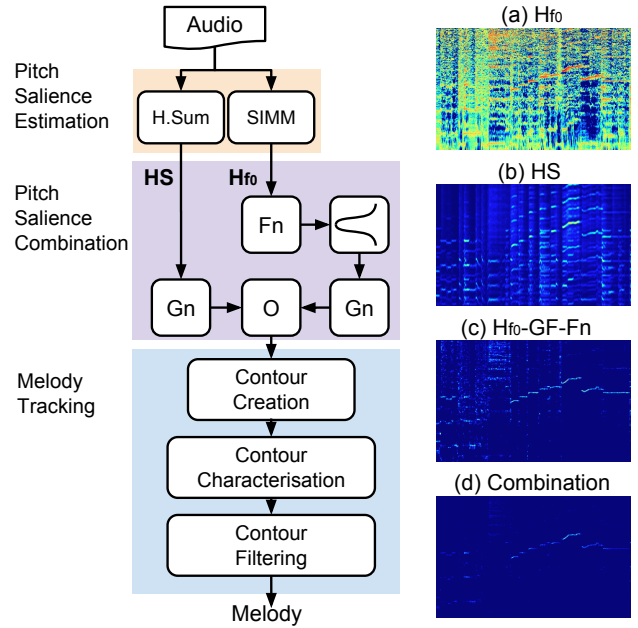 Audio
Pitch
Salience
Estimation
H.Sum
SIMM
HS
Hf0
Pitch
Salience
Combination
Fn
Gn
O
Gn
Melody
Tracking
Contour
Creation
Contour
Characterisation
Contour
Filtering
Melody
(a) Hf0
(b) HS
(c) Hf0-GF-Fn
(d) Combination